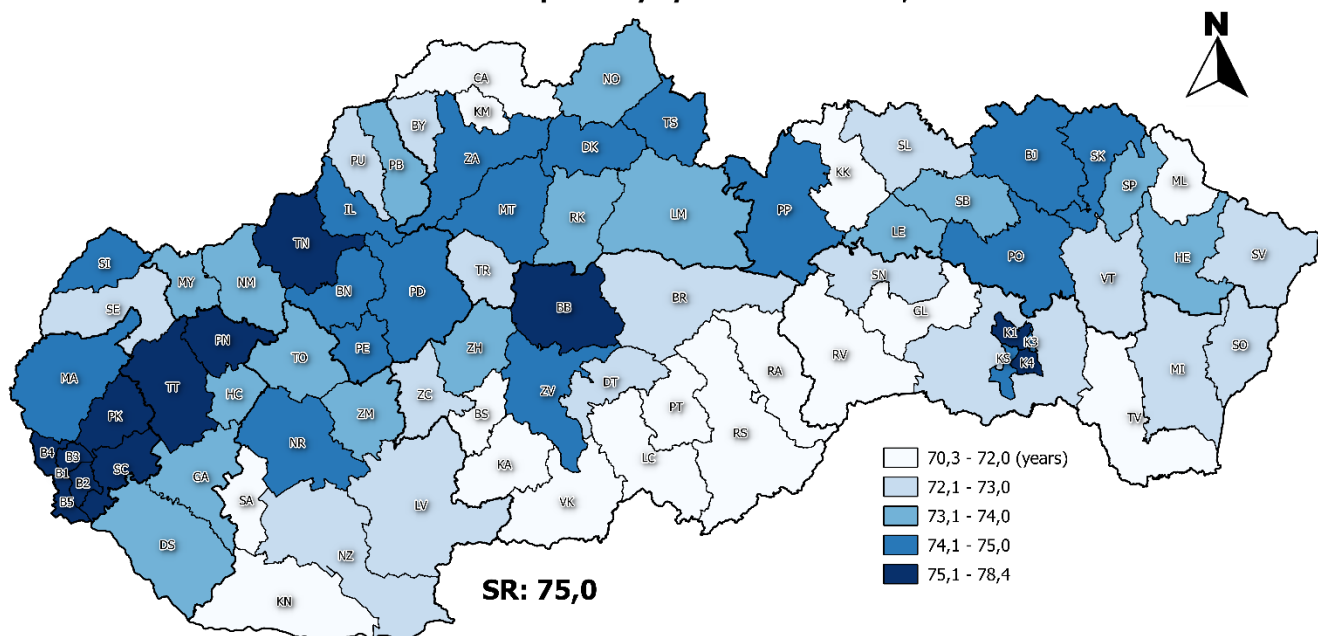 N
CA
NO
KM
BY
TS
PU
PB
ZA
DK
SL
KK
BJ
SK
SP
ML
IL
MT
RK
LM
PP
SB
LE
TN
PO
HE
SV
VT
SI
MY
NM
TR
SN
SE
BN
PD
BR
BB
GL
K1
K3
PN
PE
ZH
TO
KS
K4
SO
RV
RA
MI
MA
TT
HC
ZC
ZV
DT
PK
ZM
BS
PT
TV
NR
RS
B4
B3
SC
B1
B2
GA
KA
LC
B5
SA
LV
VK
DS
NZ
KN
70,3 - 72,0 (years)
72,1 - 73,0
73,1 - 74,0
74,1 - 75,0
75,1 - 78,4
SR: 75,0